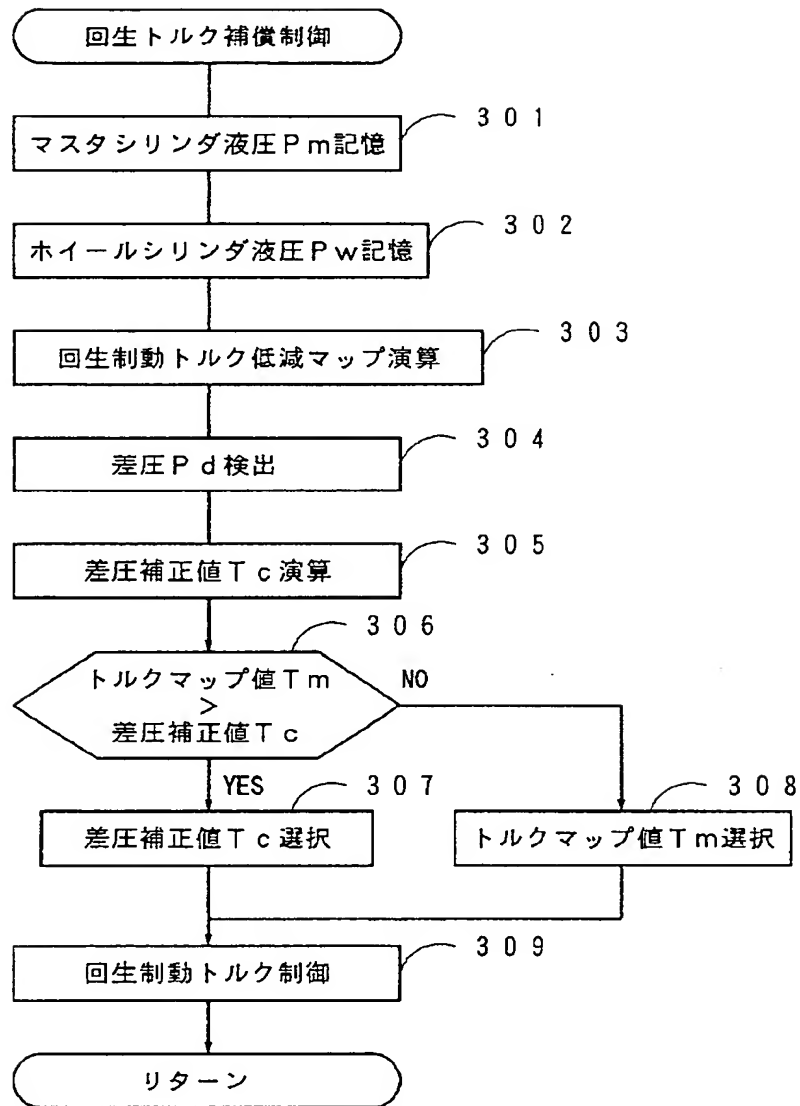 回生トルク補償制御
301
マスタシリンダ液圧Pm記憶
302
ホイールシリンダ液圧Pw記憶
303
回生制動トルク低減マップ演算
304
差圧Pd検出
305
差圧補正値Tc演算
306
トルクマップ値Tm
>
差圧補正値Tc
NO
YES
307
差圧補正値Tc選択
308
トルクマップ値Tm選択
309
回生制動トルク制御
リターン